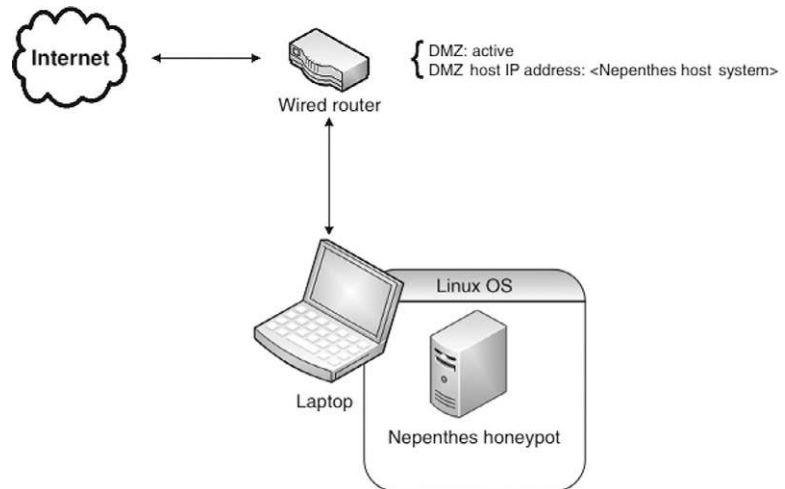 Internet
DMZ: active
DMZ host IP address: <Nepenthes host system>
Wired router
Linux OS
Laptop
Nepenthes honeypot